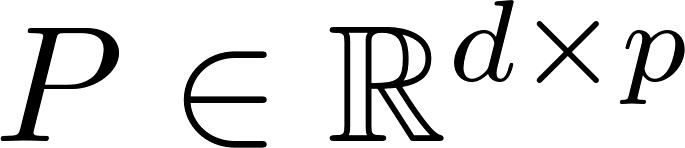 P ∈ ℝ^{d×p}